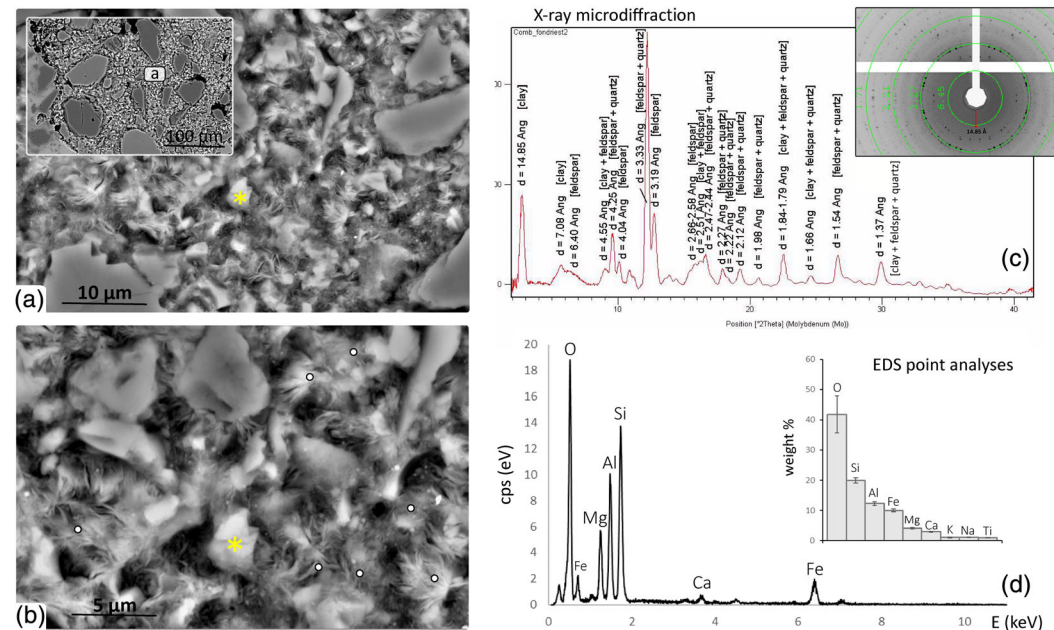 a
100 μm
(a)
10 μm
(b)
5 μm
X-ray microdiffraction
Comb_fondriest2
d = 14.85 Ang [clay]
d = 7.08 Ang [clay]
d = 6.40 Ang [feldspar]
d = 4.55 Ang [clay + feldspar]
d = 4.25 Ang [feldspar + quartz]
d = 4.04 Ang [feldspar]
d = 3.33 Ang [feldspar + quartz]
d = 3.19 Ang [feldspar]
d = 2.66-2.58 Ang [feldspar]
d = 2.51 Ang [clay + feldspar]
d = 2.47-2.44 Ang [feldspar + quartz]
d = 2.27 Ang [feldspar + quartz]
d = 2.12 Ang [feldspar + quartz]
d = 1.98 Ang [feldspar + quartz]
d = 1.84-1.79 Ang [clay + feldspar + quartz]
d = 1.66 Ang [clay + feldspar + quartz]
d = 1.54 Ang [feldspar + quartz]
d = 1.37 Ang
[clay + feldspar + quartz]
14.85 Å
(c)
10 20 30 40
Position [°2Theta] (Molybdenum (Mo))
20
18
16
14
12
10
8
6
4
2
0
cps (eV)
O
Fe
Mg
Al
Si
Ca
Fe
0 2 4 6 8 10
E (keV)
EDS point analyses
60
50
40
30
20
10
0
weight %
O
Si
Al
Fe
Mg
Ca
K
Na
Ti
(d)